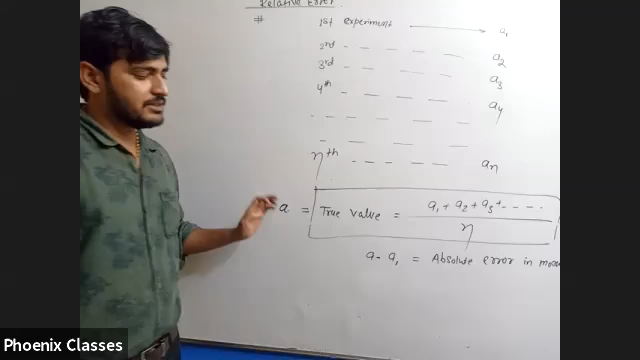 Relative Error
# 1st experiment → a₁
2nd - - - - a₂
3rd - - - - a₃
4th - - - - a₄
nth - - - - - aₙ
a = True value = a₁ + a₂ + a₃ + - - - - / n
a - a₁ = Absolute error in
Phoenix Classes